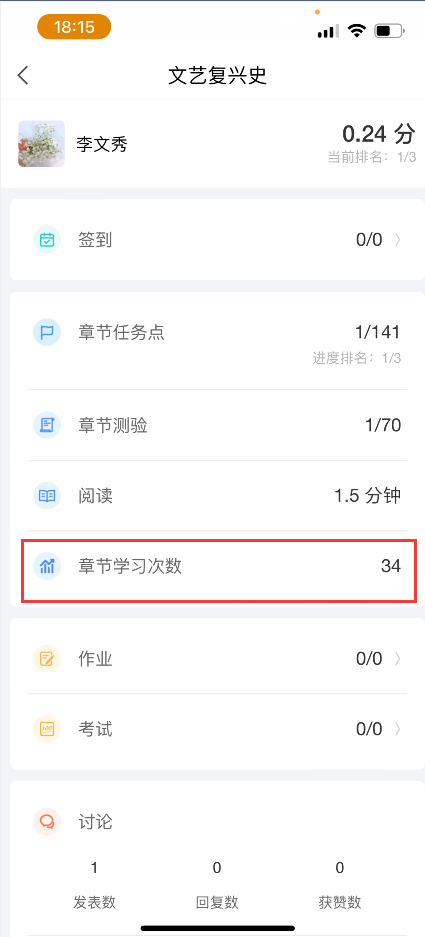 18:15
文艺复兴史
李文秀
0.24 分
当前排名：1/3
签到
0/0
章节任务点
1/141
进度排名：1/3
章节测验
1/70
阅读
1.5 分钟
章节学习次数
34
作业
0/0
考试
0/0
讨论
1 0 0
发表数 回复数 获赞数